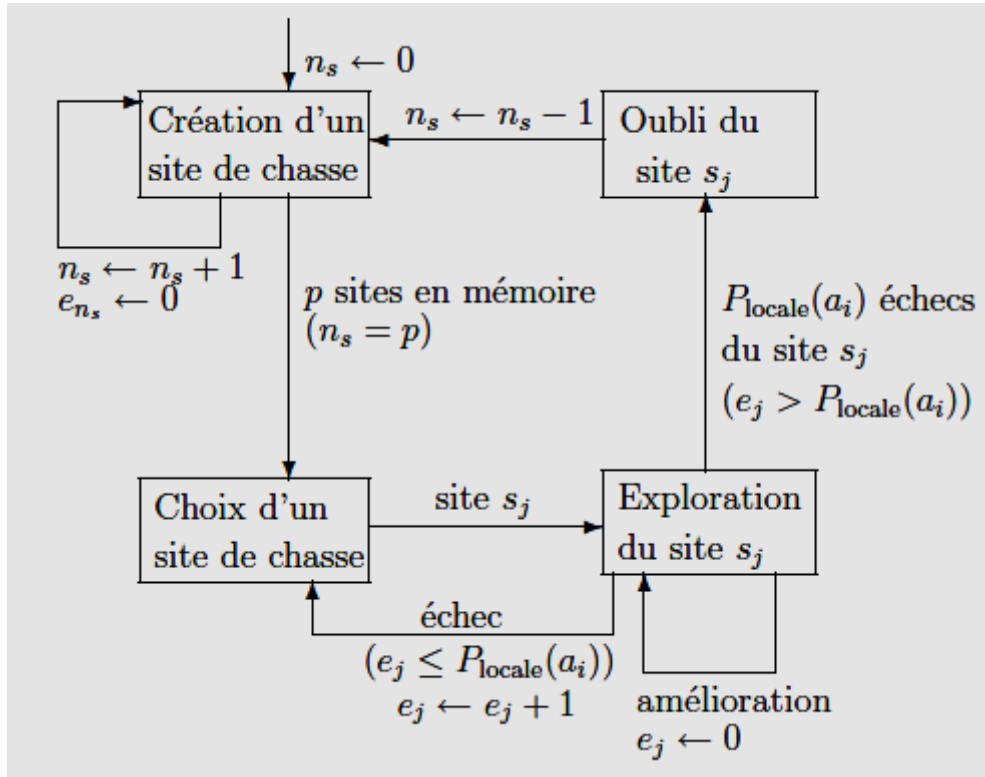 n_s ← 0
Création d'un
site de chasse
n_s ← n_s − 1
Oubli du
site s_j
n_s ← n_s + 1
e_{n_s} ← 0
p sites en mémoire
(n_s = p)
P_locale(a_i) échecs
du site s_j
(e_j > P_locale(a_i))
Choix d'un
site de chasse
site s_j
Exploration
du site s_j
échec
(e_j ≤ P_locale(a_i))
e_j ← e_j + 1
amélioration
e_j ← 0